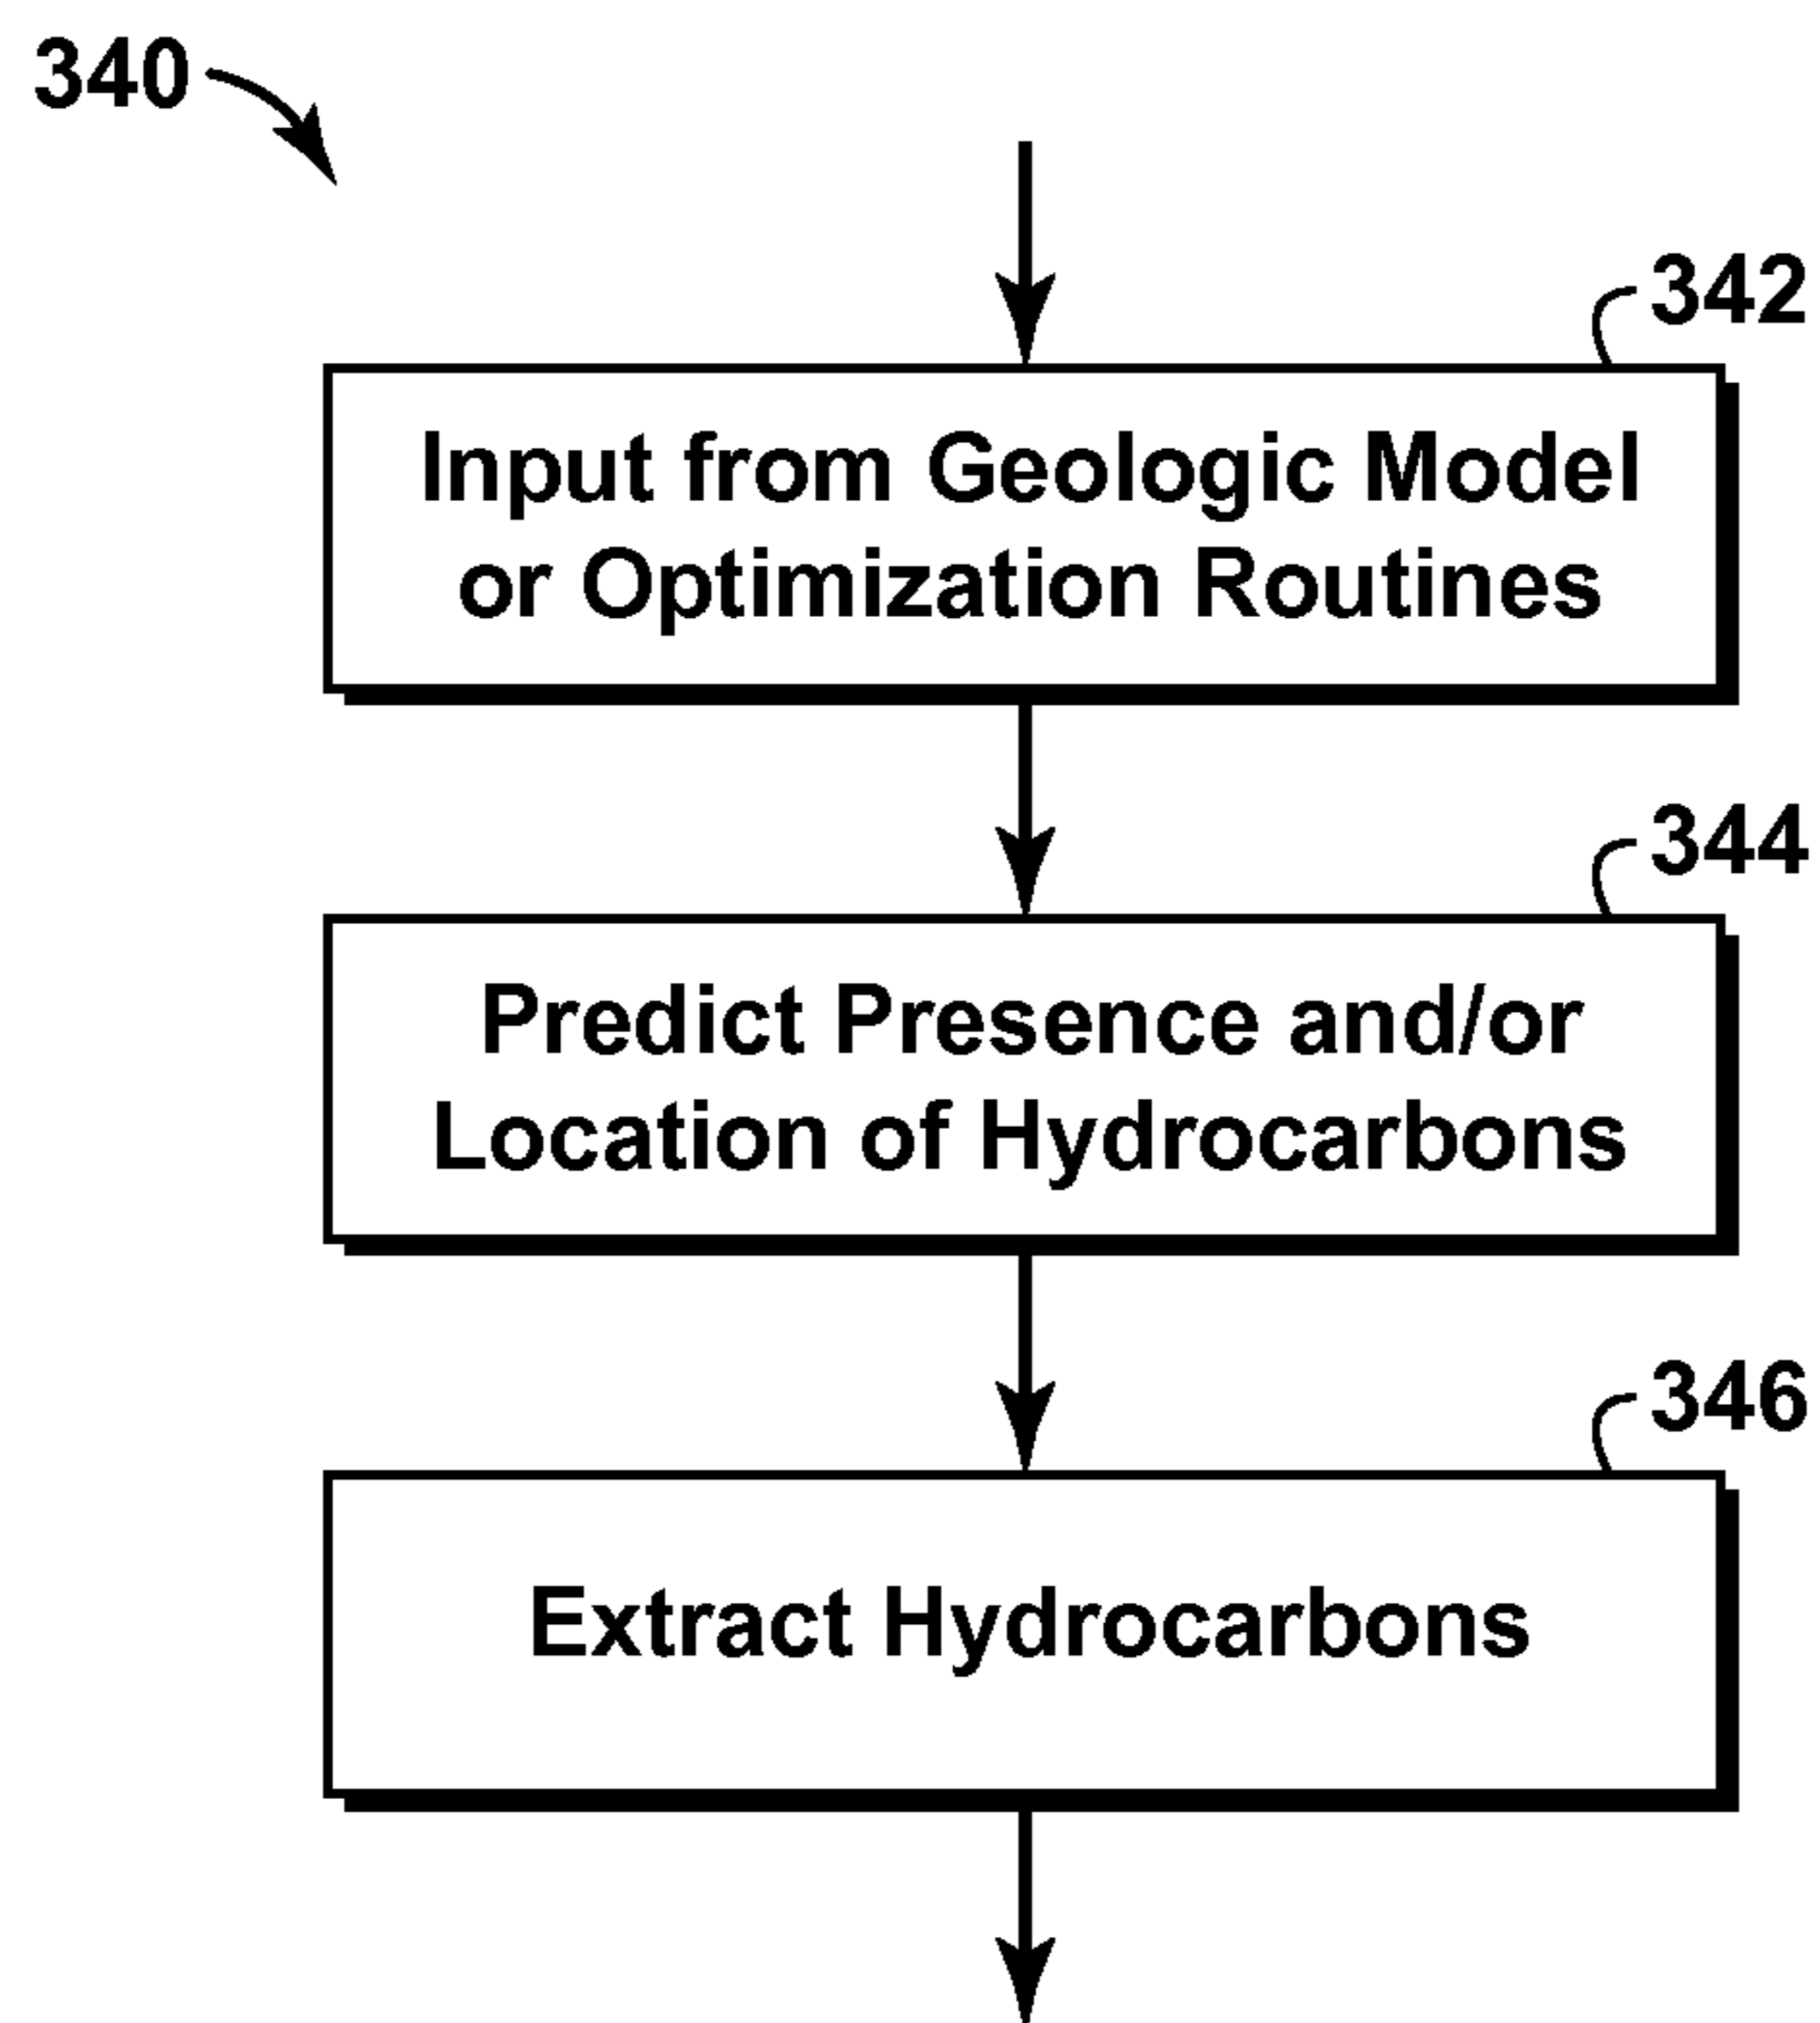 340
342
Input from Geologic Model
or Optimization Routines
344
Predict Presence and/or
Location of Hydrocarbons
346
Extract Hydrocarbons